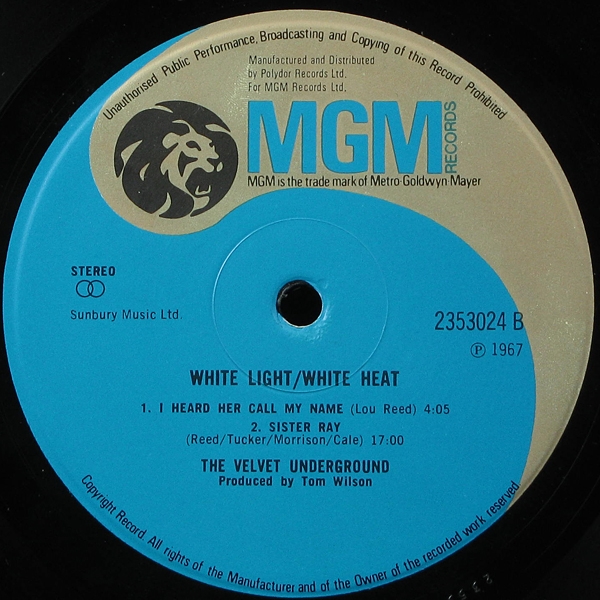 Unauthorised Public Performance, Broadcasting and Copying of this Record Prohibited
Manufactured and Distributed
by Polydor Records Ltd.
For MGM Records Ltd.
MGM RECORDS
MGM is the trade mark of Metro-Goldwyn-Mayer
STEREO
Sunbury Music Ltd.
2353024 B
℗ 1967
WHITE LIGHT/WHITE HEAT
1. I HEARD HER CALL MY NAME (Lou Reed) 4:05
2. SISTER RAY
(Reed/Tucker/Morrison/Cale) 17:00
THE VELVET UNDERGROUND
Produced by Tom Wilson
Copyright Record. All rights of the Manufacturer and of the Owner of the recorded work reserved